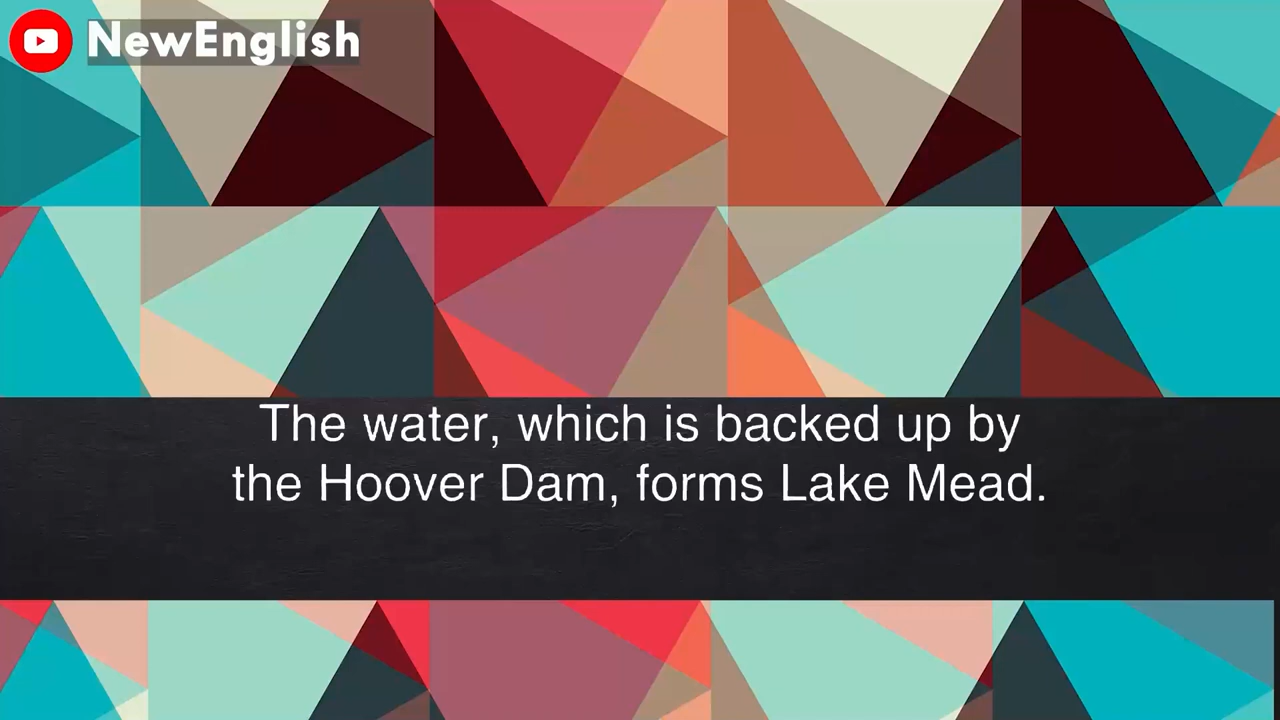 NewEnglish
The water, which is backed up by
the Hoover Dam, forms Lake Mead.